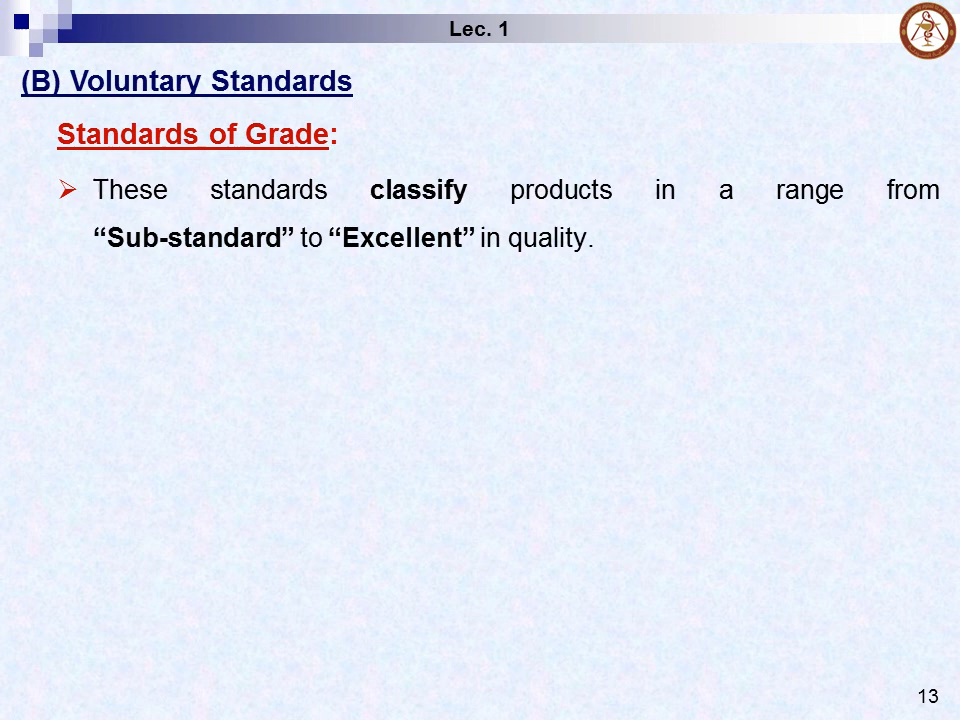 Lec. 1
(B) Voluntary Standards
Standards of Grade:
These standards classify products in a range from
“Sub-standard” to “Excellent” in quality.
13